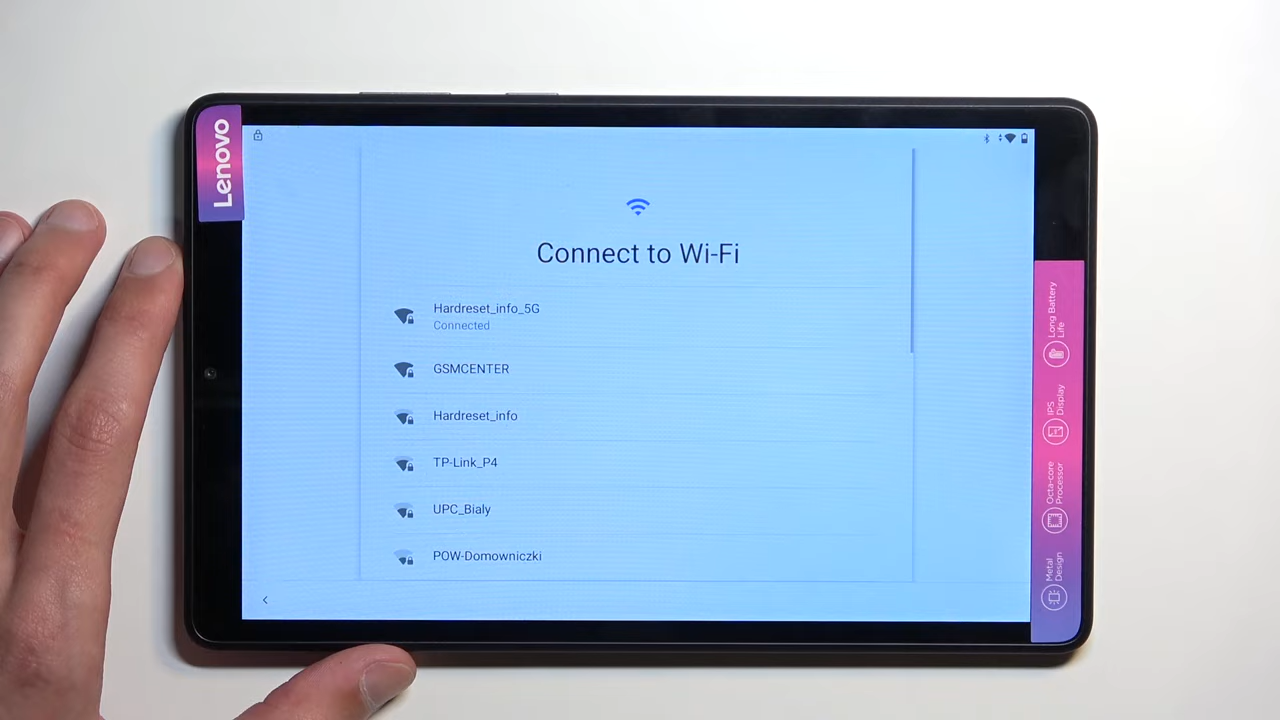 Lenovo
Connect to Wi-Fi
Hardreset_info_5G
Connected
GSMCENTER
Hardreset_info
TP-Link_P4
UPC_Bialy
POW-Domowniczki
Long Battery
Life
IPS
Display
Octa-core
Processor
Metal
Design